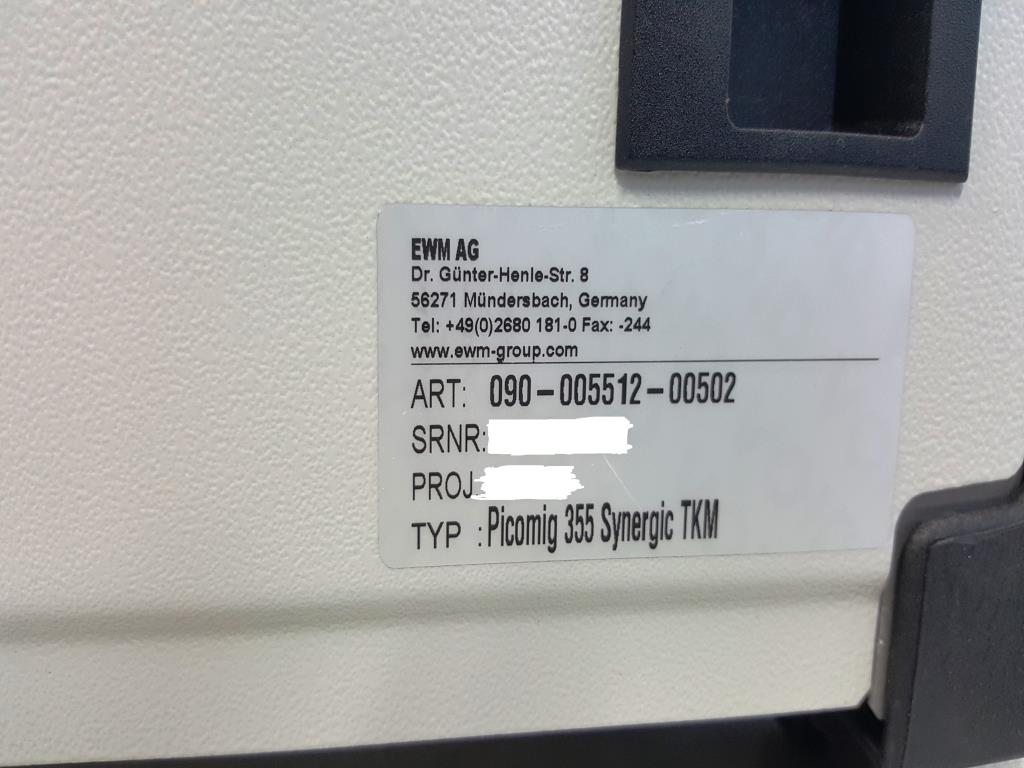 EWM AG
Dr. Günter-Henle-Str. 8
56271 Mündersbach, Germany
Tel: +49(0)2680 181-0 Fax: -244
www.ewm-group.com
ART: 090-005512-00502
SRNR:
PROJ
TYP : Picomig 355 Synergic TKM